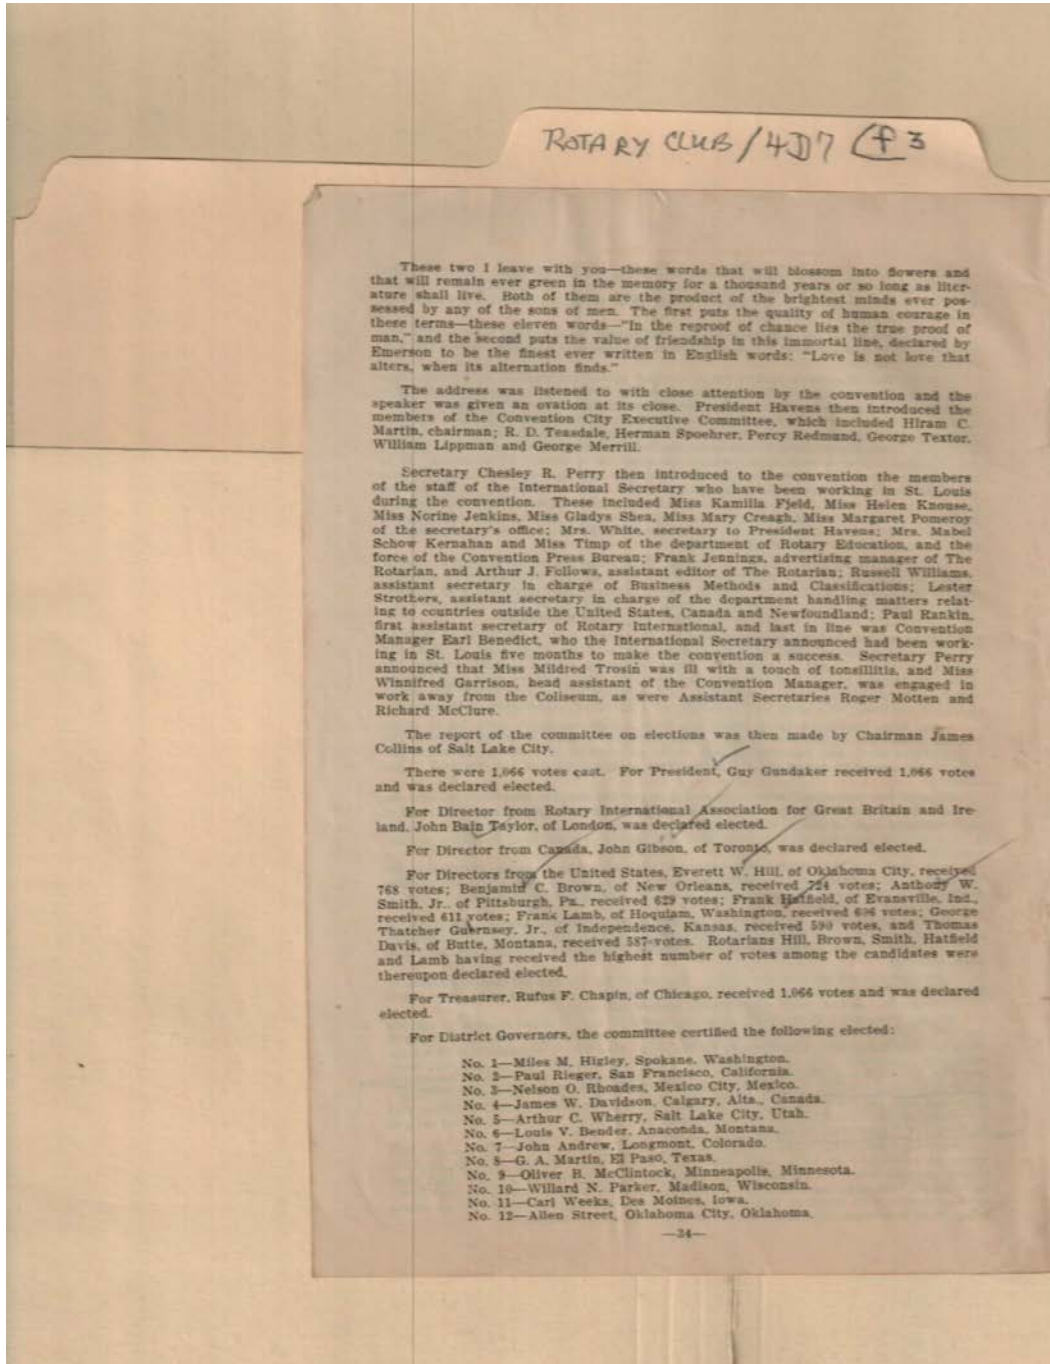 ROTARY CLUB / 4D7 (f 3
These two I leave with you—these words that will blossom into flowers and
that will remain ever green in the memory for a thousand years or so long as liter-
ature shall live. Both of them are the product of the brightest minds ever pos-
sessed by any of the sons of men. The first puts the quality of human courage in
these terms—these eleven words—"In the reproof of chance lies the true proof of
man," and the second puts the value of friendship in this immortal line, declared by
Emerson to be the finest ever written in English words: "Love is not love that
alters, when its alternation finds."
The address was listened to with close attention by the convention and the
speaker was given an ovation at its close. President Havens then introduced the
members of the Convention City Executive Committee, which included Hiram C.
Martin, chairman; R. D. Teasdale, Herman Spoehrer, Percy Redmund, George Textor,
William Lippman and George Merrill.
Secretary Chesley R. Perry then introduced to the convention the members
of the staff of the International Secretary who have been working in St. Louis
during the convention. These included Miss Kamilla Fjeld, Miss Helen Knouse,
Miss Norine Jenkins, Miss Gladys Shea, Miss Mary Creagh, Miss Margaret Pomeroy
of the secretary's office; Mrs. White, secretary to President Havens; Mrs. Mabel
Schow Kernahan and Miss Timp of the department of Rotary Education, and the
force of the Convention Press Bureau; Frank Jennings, advertising manager of The
Rotarian, and Arthur J. Follows, assistant editor of The Rotarian; Russell Williams,
assistant secretary in charge of Business Methods and Classifications; Lester
Strothers, assistant secretary in charge of the department handling matters relat-
ing to countries outside the United States, Canada and Newfoundland; Paul Rankin,
first assistant secretary of Rotary International, and last in line was Convention
Manager Earl Benedict, who the International Secretary announced had been work-
ing in St. Louis five months to make the convention a success. Secretary Perry
announced that Miss Mildred Trosin was ill with a touch of tonsillitis, and Miss
Winnifred Garrison, head assistant of the Convention Manager, was engaged in
work away from the Coliseum, as were Assistant Secretaries Roger Motten and
Richard McClure.
The report of the committee on elections was then made by Chairman James
Collins of Salt Lake City.
There were 1,066 votes cast. For President, Guy Gundaker received 1,066 votes
and was declared elected.
For Director from Rotary International Association for Great Britain and Ire-
land, John Bain Taylor, of London, was declared elected.
For Director from Canada, John Gibson, of Toronto, was declared elected.
For Directors from the United States, Everett W. Hill, of Oklahoma City, received
768 votes; Benjamin C. Brown, of New Orleans, received 724 votes; Anthony W.
Smith, Jr., of Pittsburgh, Pa., received 629 votes; Frank Hatfield, of Evansville, Ind.,
received 611 votes; Frank Lamb, of Hoquiam, Washington, received 606 votes; George
Thatcher Guernsey, Jr., of Independence, Kansas, received 590 votes, and Thomas
Davis, of Butte, Montana, received 587 votes. Rotarians Hill, Brown, Smith, Hatfield
and Lamb having received the highest number of votes among the candidates were
thereupon declared elected.
For Treasurer, Rufus F. Chapin, of Chicago, received 1,066 votes and was declared
elected.
For District Governors, the committee certified the following elected:
No. 1—Miles M. Higley, Spokane, Washington.
No. 2—Paul Rieger, San Francisco, California.
No. 3—Nelson O. Rhoades, Mexico City, Mexico.
No. 4—James W. Davidson, Calgary, Alta., Canada.
No. 5—Arthur C. Wherry, Salt Lake City, Utah.
No. 6—Louis V. Bender, Anaconda, Montana.
No. 7—John Andrew, Longmont, Colorado.
No. 8—G. A. Martin, El Paso, Texas.
No. 9—Oliver B. McClintock, Minneapolis, Minnesota.
No. 10—Willard N. Parker, Madison, Wisconsin.
No. 11—Carl Weeks, Des Moines, Iowa.
No. 12—Allen Street, Oklahoma City, Oklahoma.
—34—